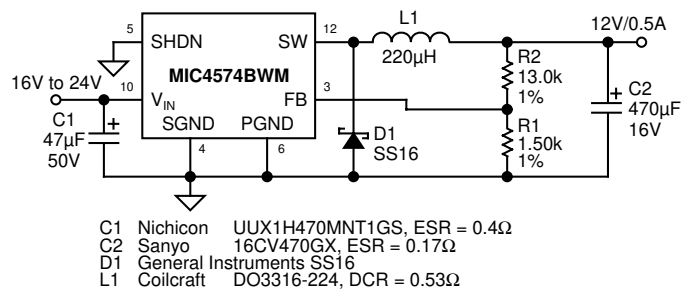 L1
12V/0.5A
5
SHDN
SW
12
220µH
MIC4574BWM
R2
13.0k
1%
16V to 24V
10
VIN
FB
3
C2
470µF
16V
C1
47µF
50V
SGND
PGND
4
6
D1
SS16
R1
1.50k
1%
C1 Nichicon UUX1H470MNT1GS, ESR = 0.4Ω
C2 Sanyo 16CV470GX, ESR = 0.17Ω
D1 General Instruments SS16
L1 Coilcraft DO3316-224, DCR = 0.53Ω